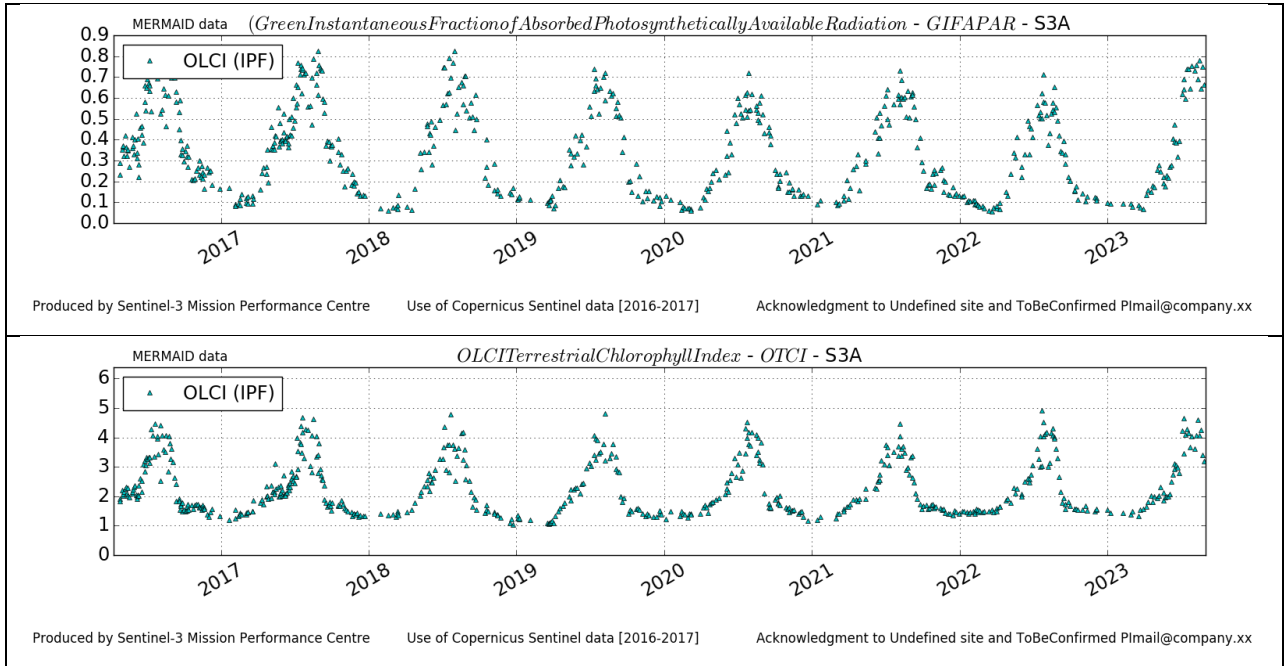 MERMAID data (GreenInstantaneousFractionofAbsorbedPhotosyntheticallyAvailableRadiation - GIFAPAR - S3A
0.9
OLCI (IPF)
0.8
0.7
0.6
0.5
0.4
0.3
0.2
0.1
0.0
2017 2018 2019 2020 2021 2022 2023
Produced by Sentinel-3 Mission Performance Centre Use of Copernicus Sentinel data [2016-2017] Acknowledgment to Undefined site and ToBeConfirmed PImail@company.xx
MERMAID data OLCITerrestrialChlorophyllIndex - OTCI - S3A
6
OLCI (IPF)
5
4
3
2
1
0
2017 2018 2019 2020 2021 2022 2023
Produced by Sentinel-3 Mission Performance Centre Use of Copernicus Sentinel data [2016-2017] Acknowledgment to Undefined site and ToBeConfirmed PImail@company.xx